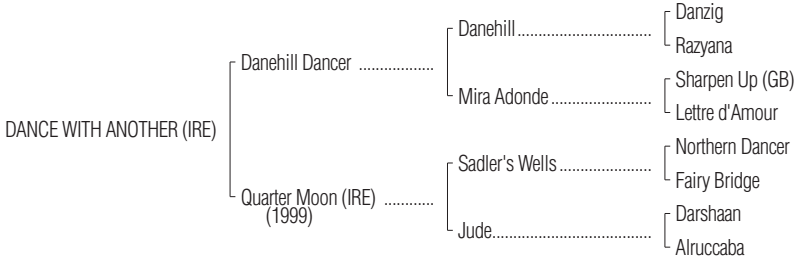 Danzig
Danehill..............................
Razyana
Danehill Dancer ..................
Sharpen Up (GB)
Mira Adonde......................
Lettre d'Amour
DANCE WITH ANOTHER (IRE)
Northern Dancer
Sadler's Wells....................
Fairy Bridge
Quarter Moon (IRE) ............
(1999)
Darshaan
Jude...................................
Alruccaba